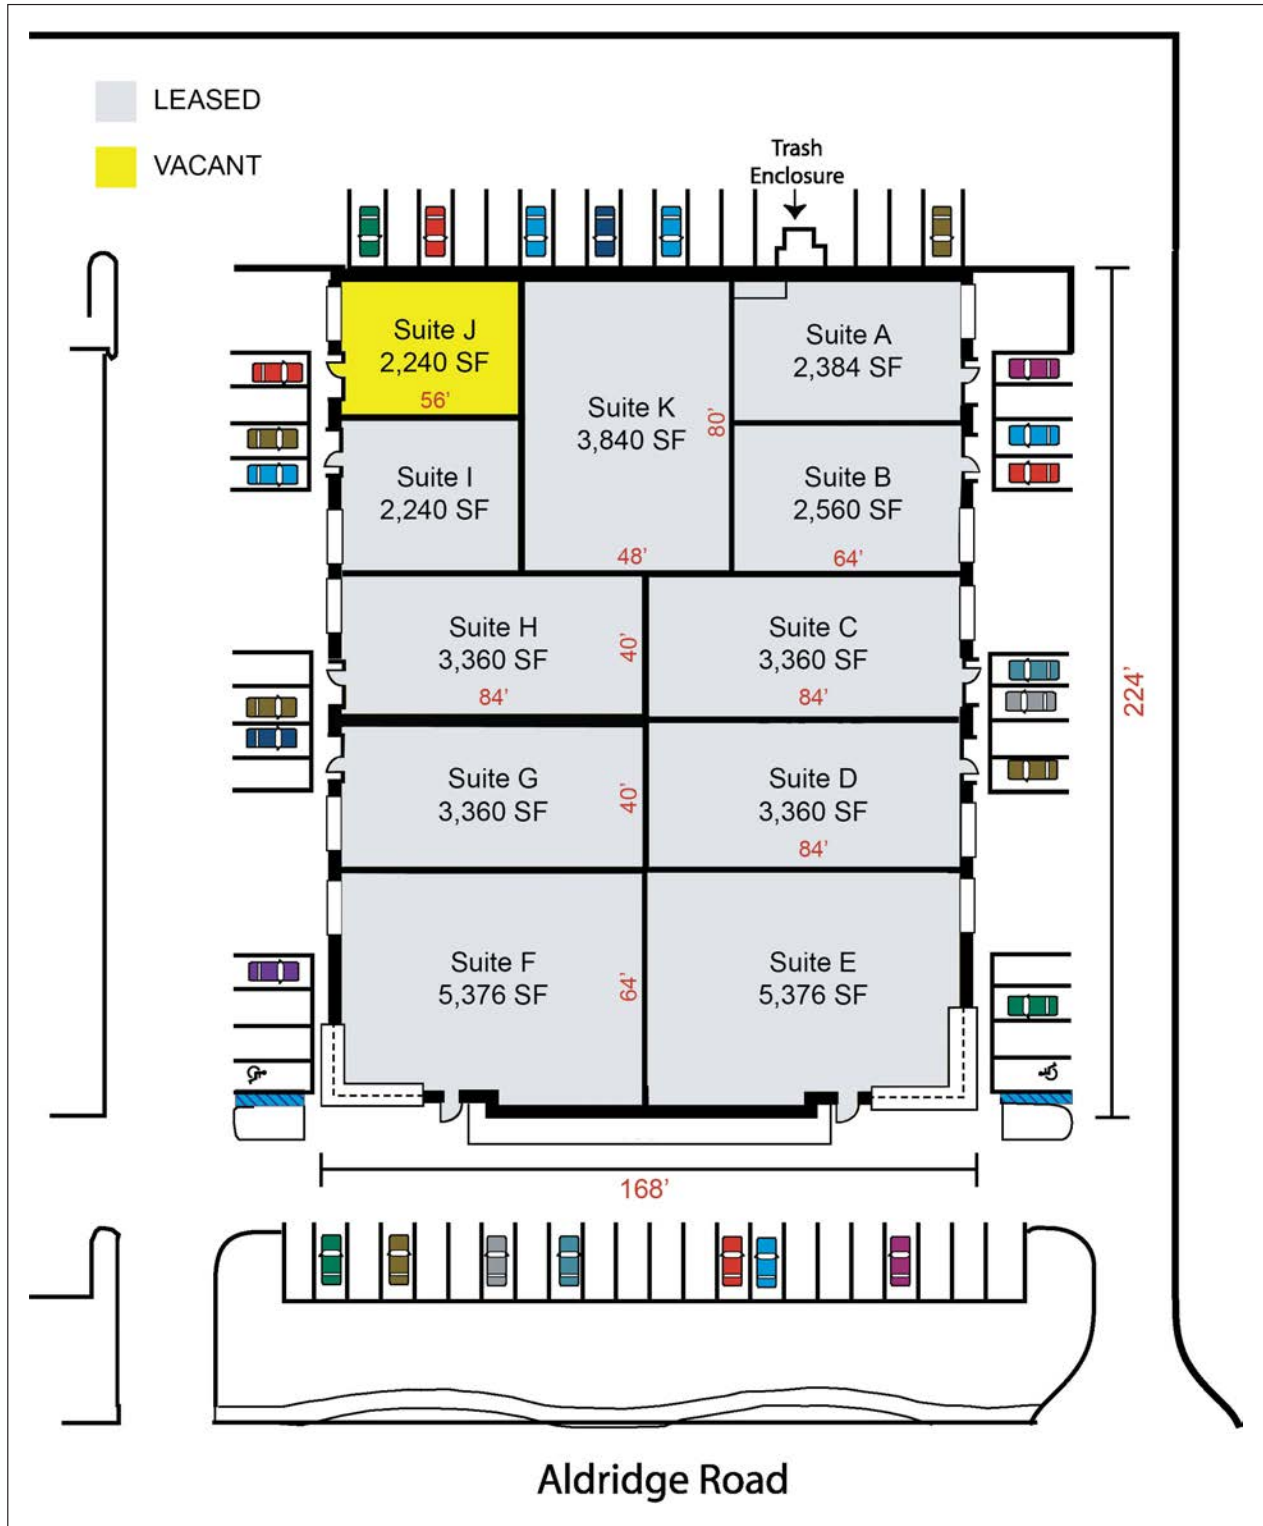 LEASED
VACANT
Trash
Enclosure
Suite J
2,240 SF
56’
Suite K
3,840 SF
80’
48’
Suite A
2,384 SF
Suite I
2,240 SF
Suite B
2,560 SF
64’
Suite H
3,360 SF
40’
84’
Suite C
3,360 SF
84’
224’
Suite G
3,360 SF
40’
Suite D
3,360 SF
84’
Suite F
5,376 SF
64’
Suite E
5,376 SF
168’
Aldridge Road